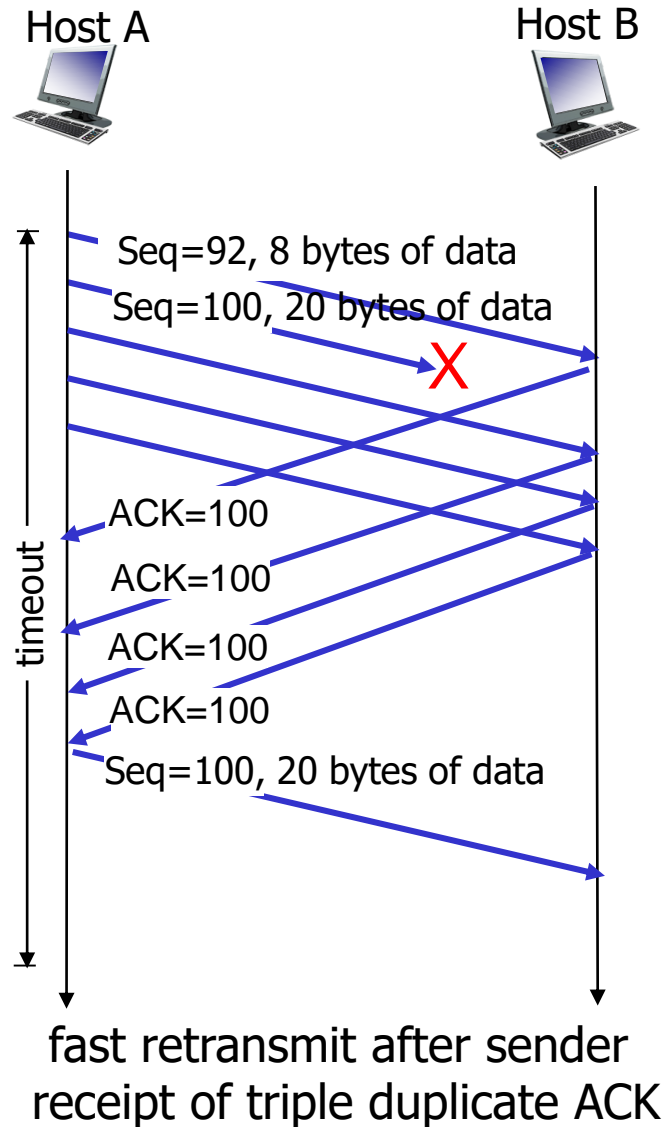 Host A
Host B
Seq=92, 8 bytes of data
Seq=100, 20 bytes of data
X
ACK=100
timeout
ACK=100
ACK=100
ACK=100
Seq=100, 20 bytes of data
fast retransmit after sender
receipt of triple duplicate ACK